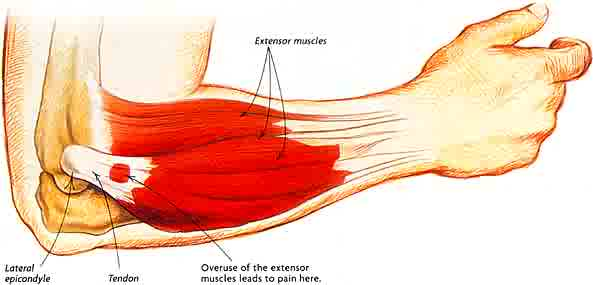 Extensor muscles
Lateral
epicondyle
Tendon
Overuse of the extensor
muscles leads to pain here.